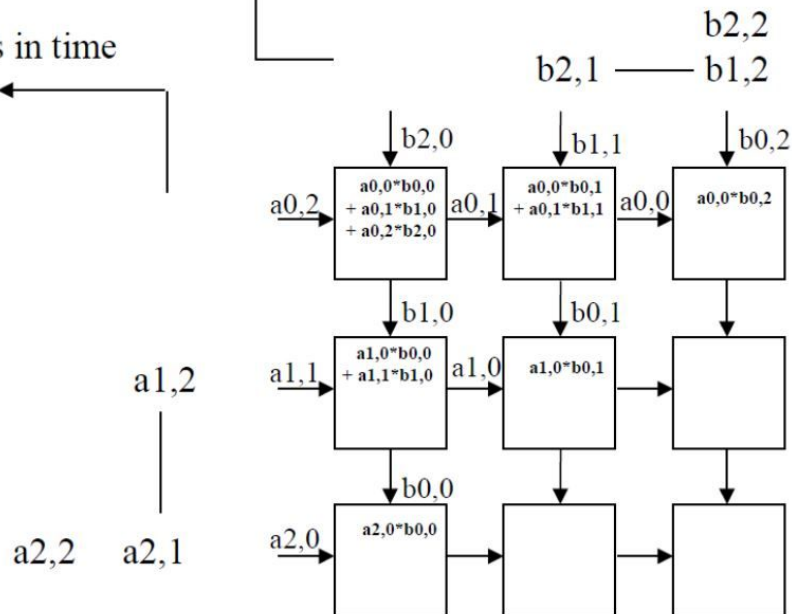 b2,2
s in time
b2,1 b1,2
b2,0 b1,1 b0,2
a0,2
a0,0*b0,0
+ a0,1*b1,0
+ a0,2*b2,0
a0,1
a0,0*b0,1
+ a0,1*b1,1
a0,0
a0,0*b0,2
b1,0 b0,1
a1,2
a1,1
a1,0*b0,0
+ a1,1*b1,0
a1,0
a1,0*b0,1
b0,0
a2,2 a2,1
a2,0
a2,0*b0,0